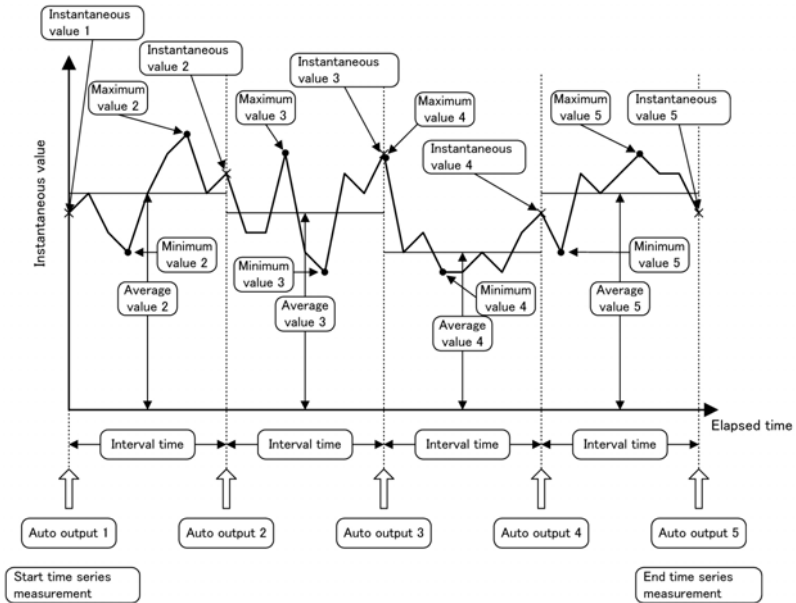 Instantaneous
value 1
Instantaneous
value 2
Instantaneous
value 3
Maximum
value 2
Maximum
value 3
Maximum
value 4
Maximum
value 5
Instantaneous
value 5
Instantaneous
value 4
Instantaneous value
Minimum
value 2
Minimum
value 3
Minimum
value 4
Minimum
value 5
Average
value 2
Average
value 3
Average
value 4
Average
value 5
Elapsed time
Interval time
Interval time
Interval time
Interval time
Auto output 1
Auto output 2
Auto output 3
Auto output 4
Auto output 5
Start time series
measurement
End time series
measurement